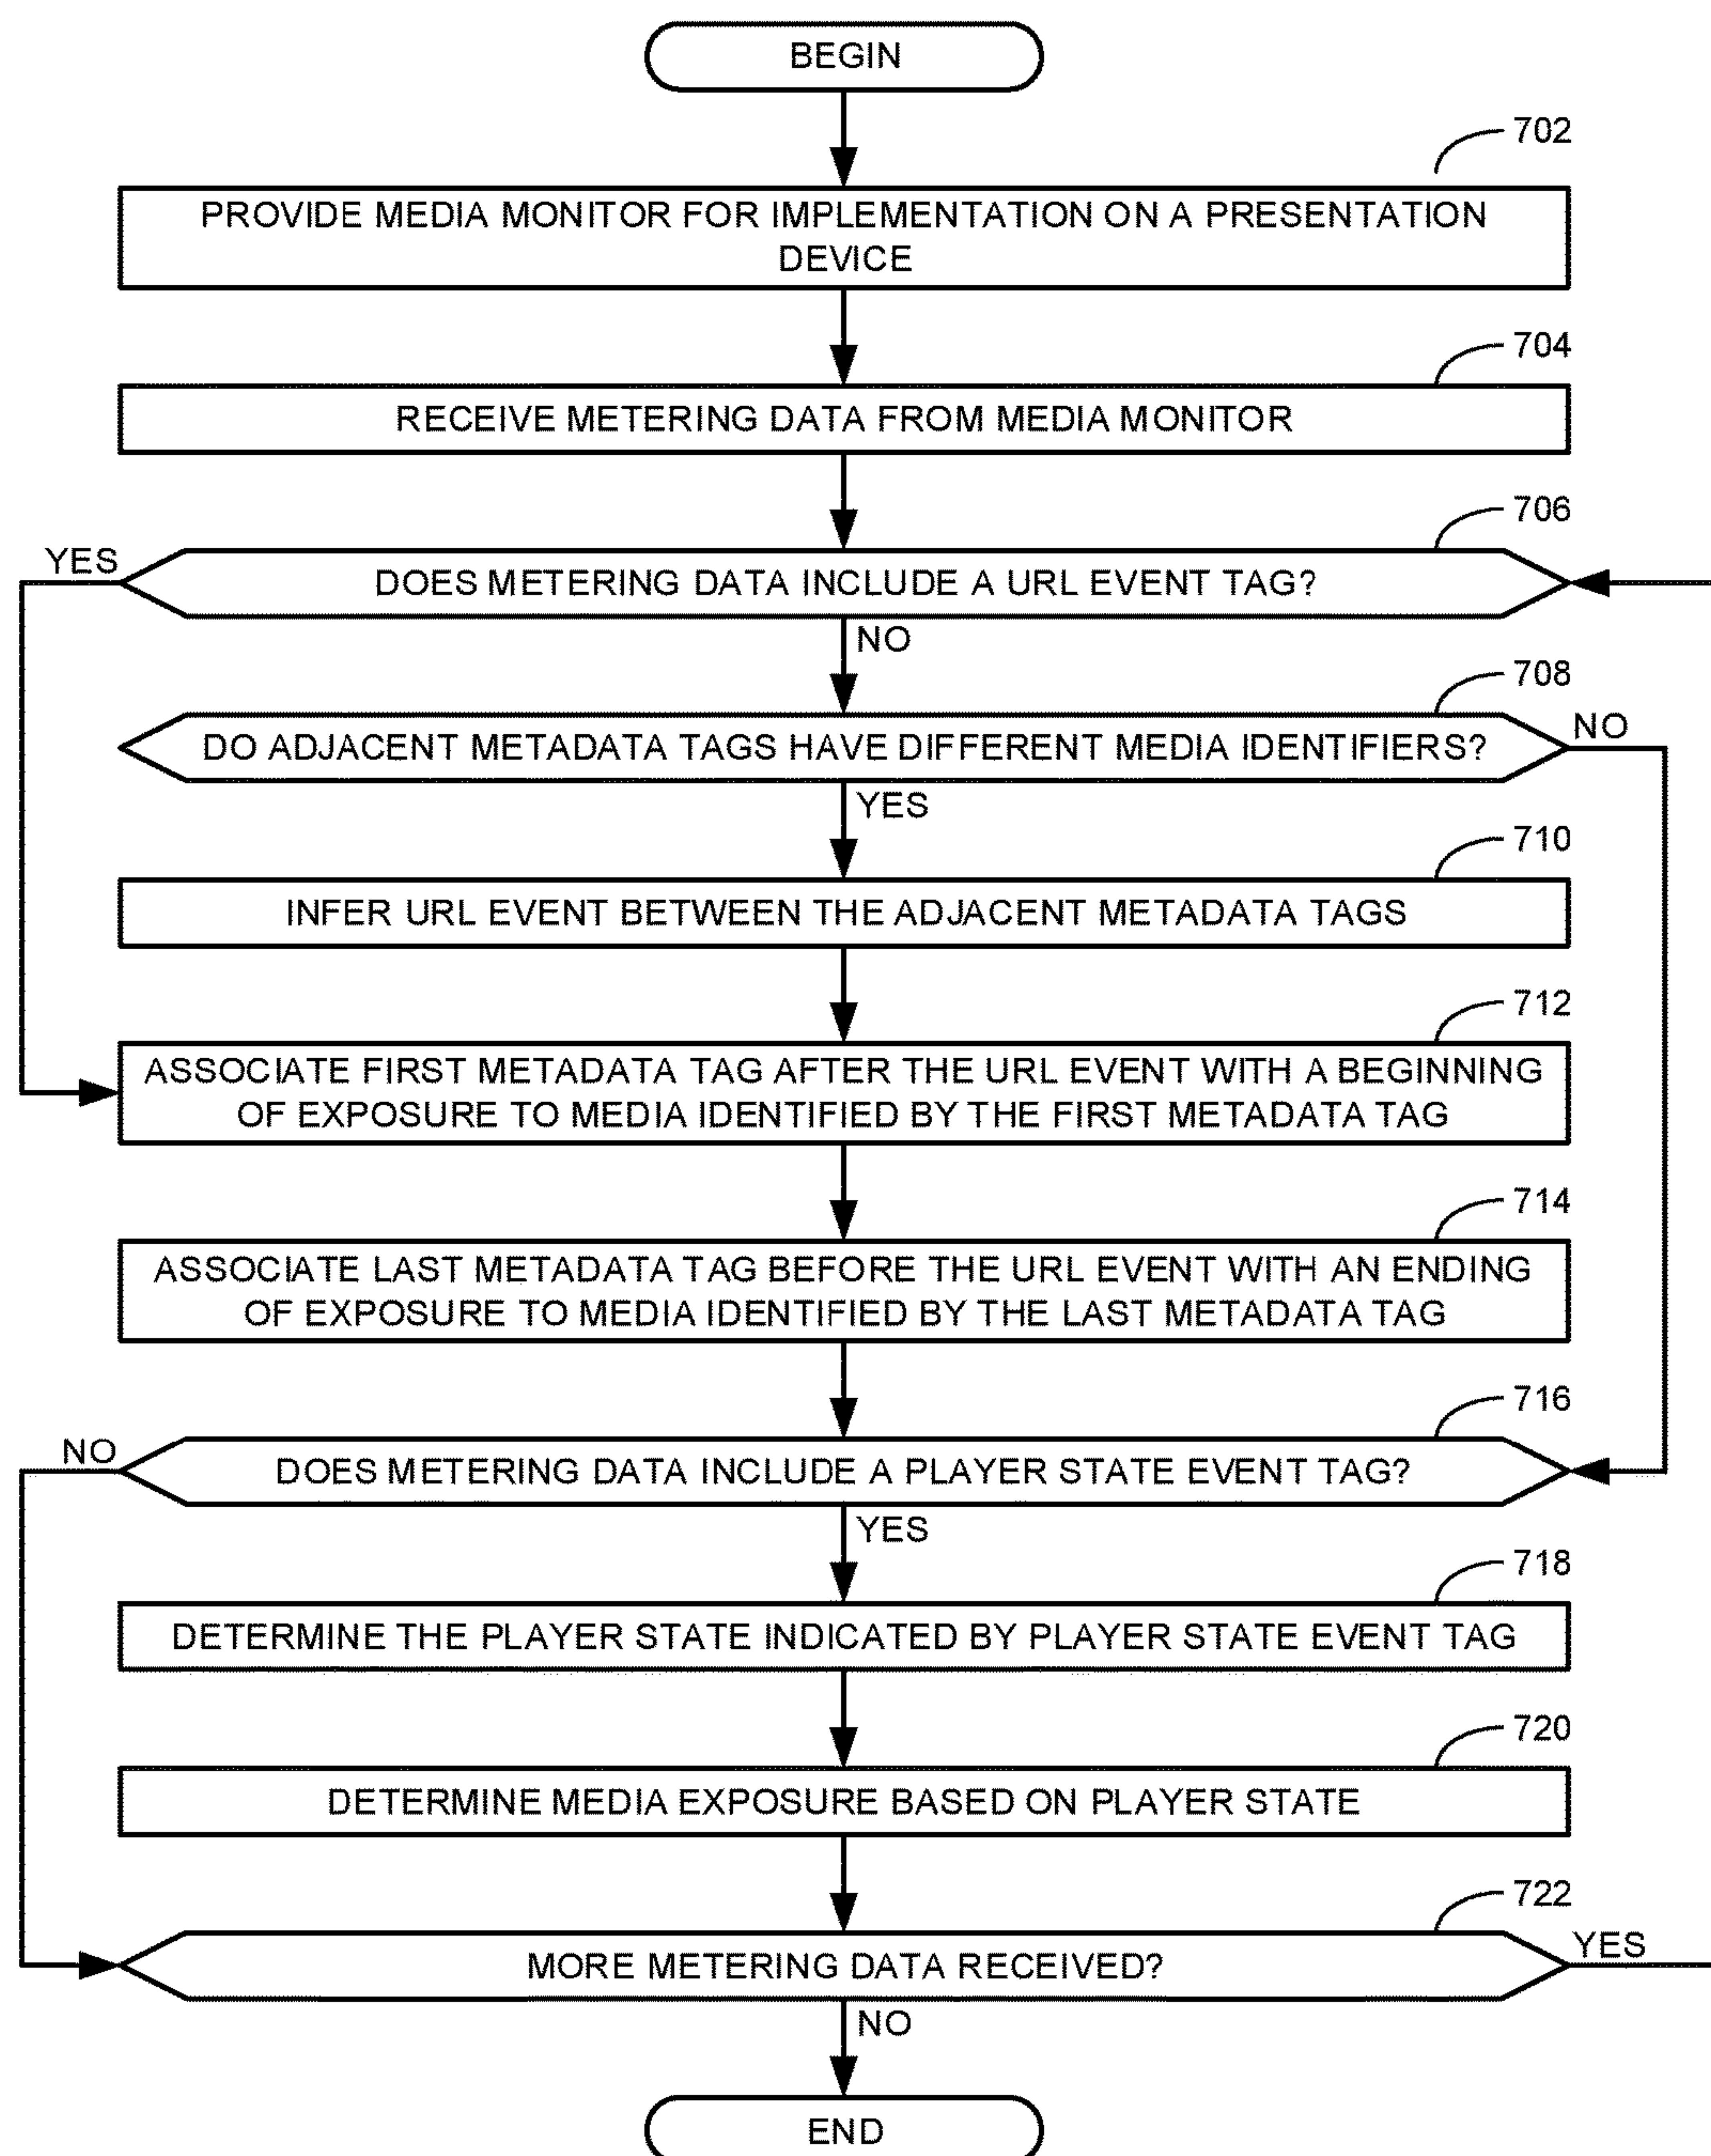 BEGIN
702
PROVIDE MEDIA MONITOR FOR IMPLEMENTATION ON A PRESENTATION
DEVICE
704
RECEIVE METERING DATA FROM MEDIA MONITOR
706
YES
DOES METERING DATA INCLUDE A URL EVENT TAG?
NO
708
DO ADJACENT METADATA TAGS HAVE DIFFERENT MEDIA IDENTIFIERS?
NO
YES
710
INFER URL EVENT BETWEEN THE ADJACENT METADATA TAGS
712
ASSOCIATE FIRST METADATA TAG AFTER THE URL EVENT WITH A BEGINNING
OF EXPOSURE TO MEDIA IDENTIFIED BY THE FIRST METADATA TAG
714
ASSOCIATE LAST METADATA TAG BEFORE THE URL EVENT WITH AN ENDING
OF EXPOSURE TO MEDIA IDENTIFIED BY THE LAST METADATA TAG
716
NO
DOES METERING DATA INCLUDE A PLAYER STATE EVENT TAG?
YES
718
DETERMINE THE PLAYER STATE INDICATED BY PLAYER STATE EVENT TAG
720
DETERMINE MEDIA EXPOSURE BASED ON PLAYER STATE
722
MORE METERING DATA RECEIVED?
YES
NO
END